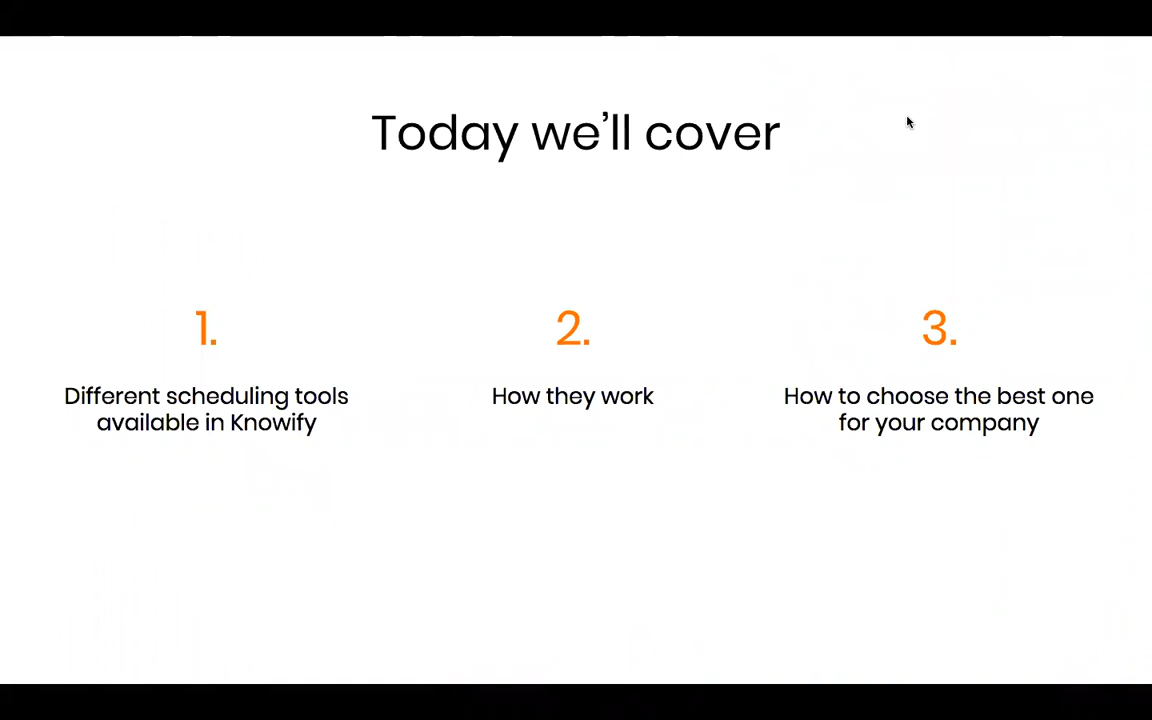 Today we’ll cover
1.
Different scheduling tools
available in Knowify
2.
How they work
3.
How to choose the best one
for your company